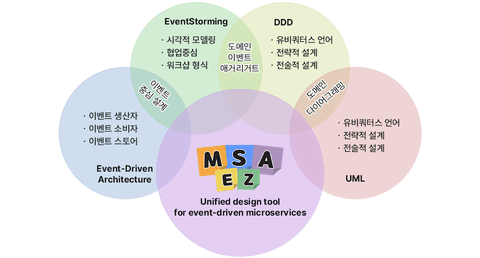 EventStorming
· 시각적 모델링
· 협업중심
· 워크샵 형식
도메인
이벤트
애거리거트
DDD
· 유비쿼터스 언어
· 전략적 설계
· 전술적 설계
이벤트
중심 설계
도메인
다이어그래밍
· 이벤트 생산자
· 이벤트 소비자
· 이벤트 스토어
Event-Driven
Architecture
· 유비쿼터스 언어
· 전략적 설계
· 전술적 설계
UML
MSA
EZ
Unified design tool
for event-driven microservices